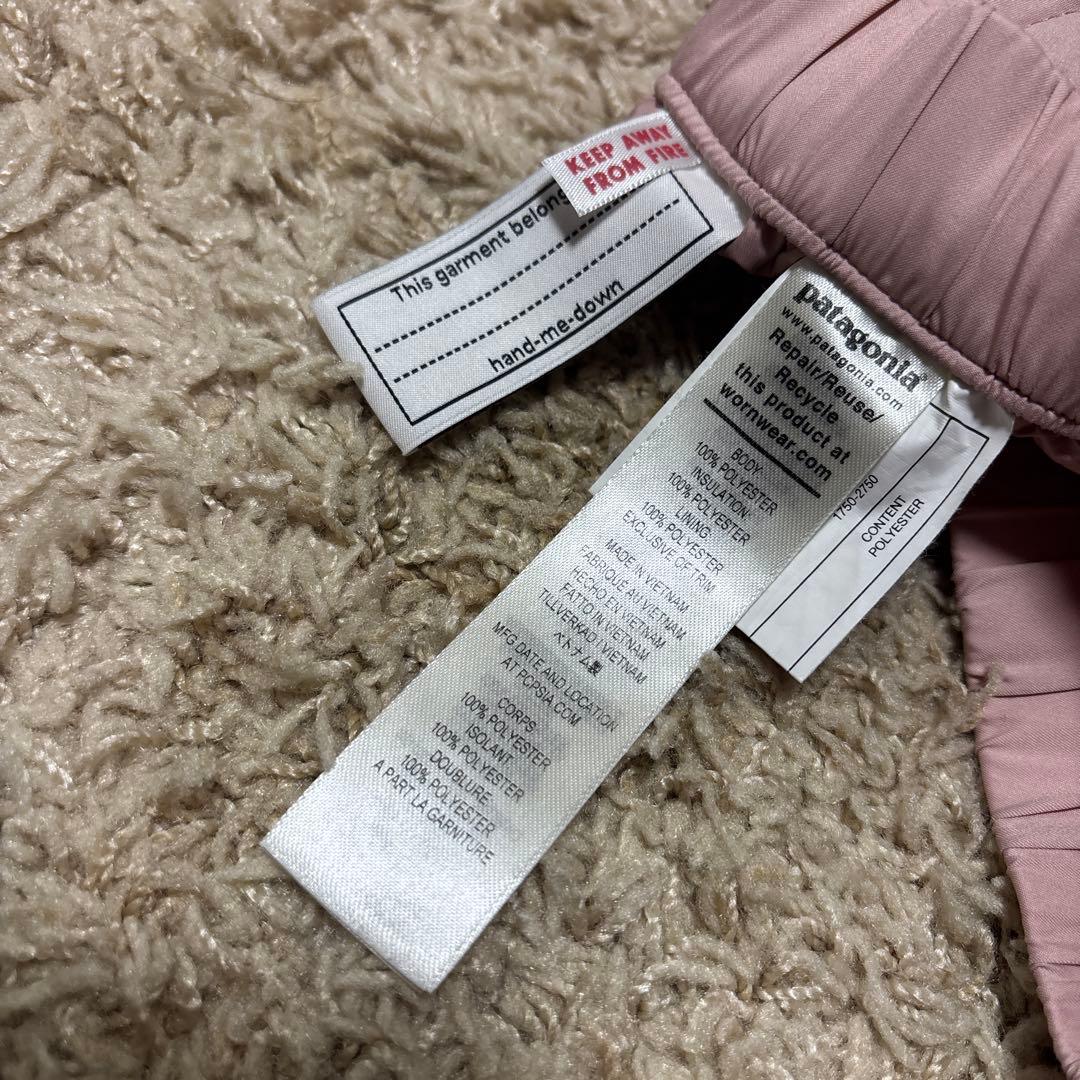 KEEP AWAY
FROM FIRE
This garment belong
hand-me-down
patagonia®
www.patagonia.com
Repair/Reuse/
Recycle
this product at
wornwear.com
BODY
100% POLYESTER
INSULATION
100% POLYESTER
LINING
100% POLYESTER
EXCLUSIVE OF TRIM
MADE IN VIETNAM
FABRIQUÉ AU VIETNAM
HECHO EN VIETNAM
FATTO IN VIETNAM
TILLVERKAD I VIETNAM
ベトナム製
MFG DATE AND LOCATION
AT PCPSIA.COM
CORPS
100% POLYESTER
ISOLANT
100% POLYESTER
DOUBLURE
100% POLYESTER
A PART LA GARNITURE
1750-2750
CONTENT
POLYESTER